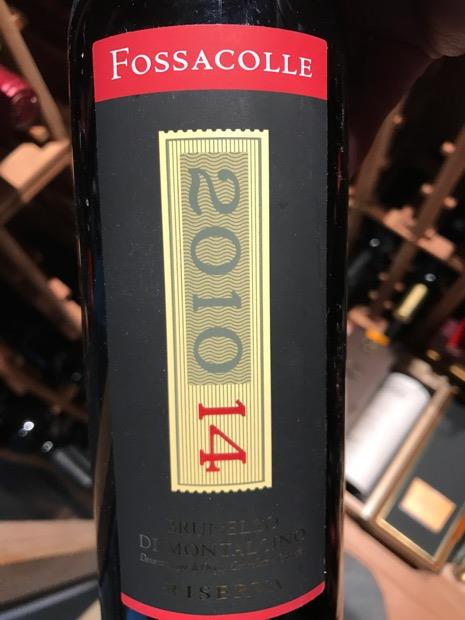 FOSSACOLLE
2010 14
BRUNELLO
DI MONTALCINO
RISERVA